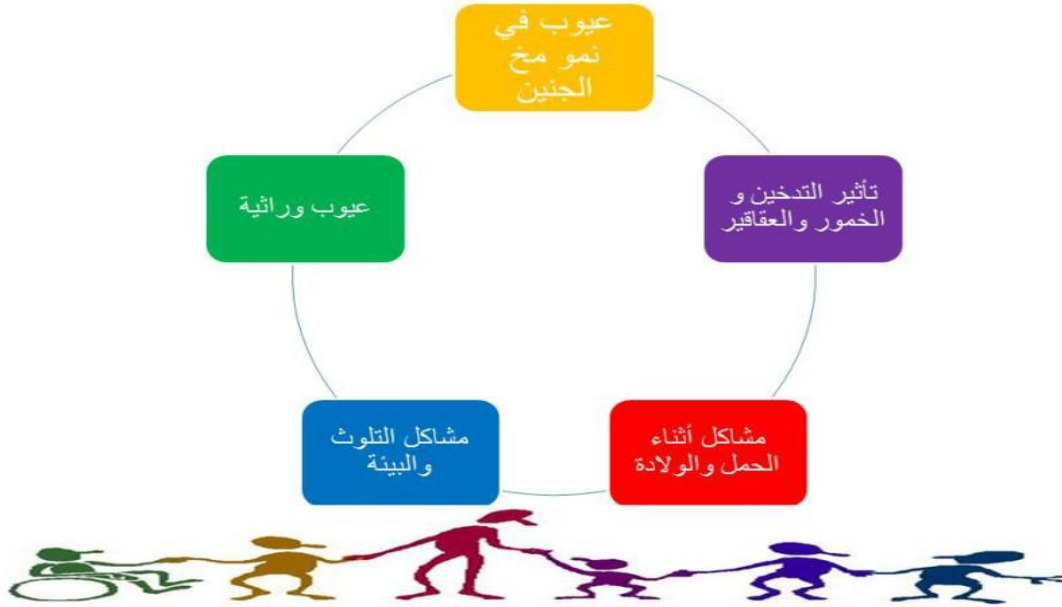 عيوب في
نمو مخ
الجنين
تأثير التدخين و
الخمور والعقاقير
عيوب وراثية
مشاكل أثناء
الحمل والولادة
مشاكل التلوث
والبيئة